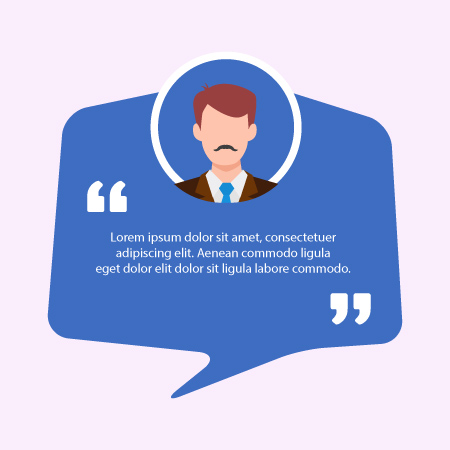 “
Lorem ipsum dolor sit amet, consectetuer
adipiscing elit. Aenean commodo ligula
eget dolor elit dolor sit ligula labore commodo.
”